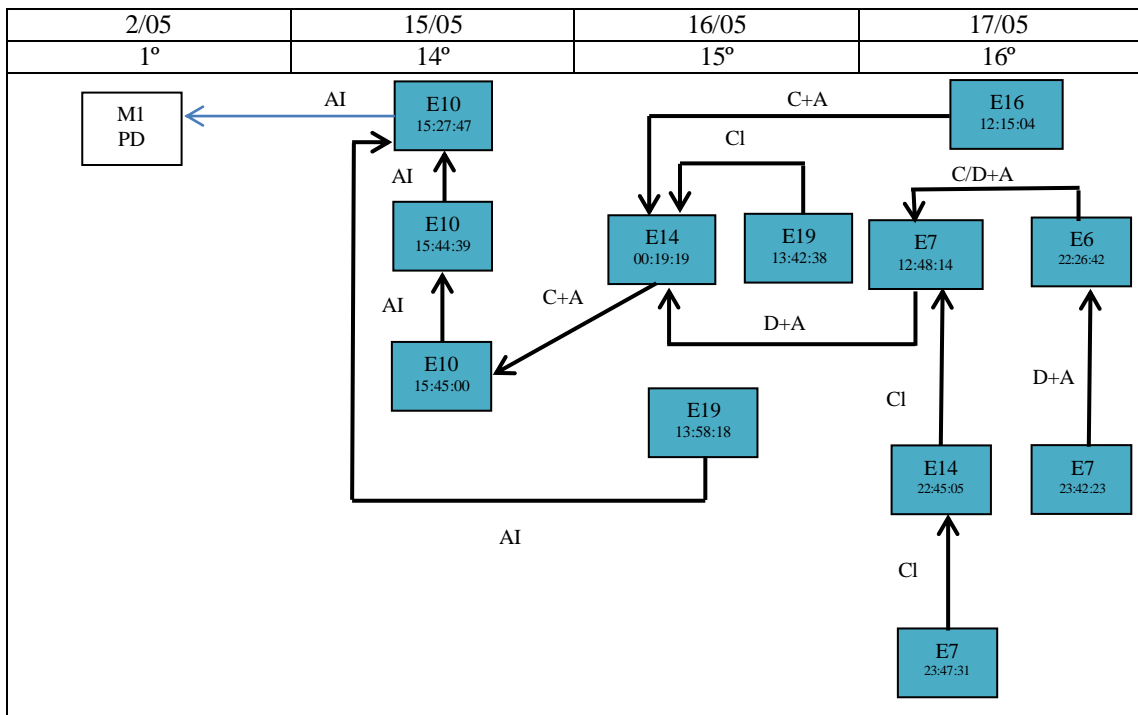 2/05 15/05 16/05 17/05
1º 14º 15º 16º
M1
PD
AI
E10
15:27:47
C+A
E16
12:15:04
Cl
AI
C/D+A
E10
15:44:39
E14
00:19:19
E19
13:42:38
E7
12:48:14
E6
22:26:42
AI
C+A
D+A
E10
15:45:00
E19
13:58:18
Cl
D+A
E14
22:45:05
E7
23:42:23
AI
Cl
E7
23:47:31